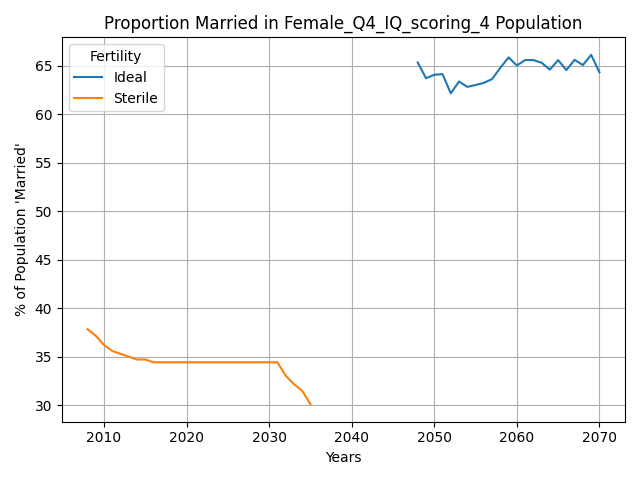 Proportion Married in Female_Q4_IQ_scoring_4 Population
Fertility
Ideal
Sterile
% of Population 'Married'
65
60
55
50
45
40
35
30
2010
2020
2030
2040
2050
2060
2070
Years